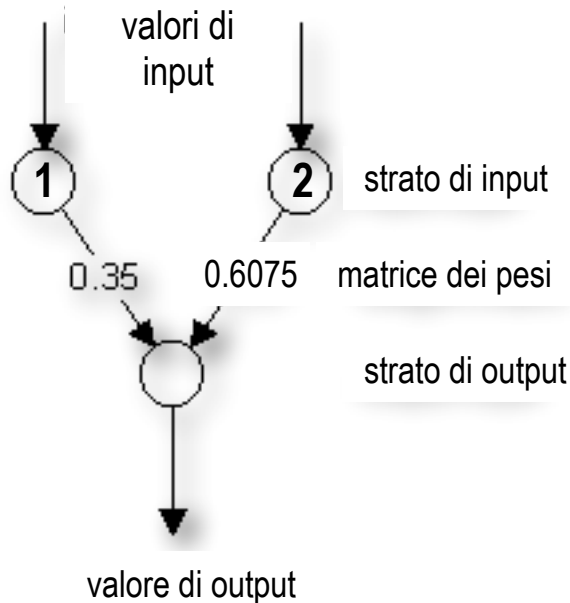 valori di
input
1
2
strato di input
0.35
0.6075
matrice dei pesi
strato di output
valore di output